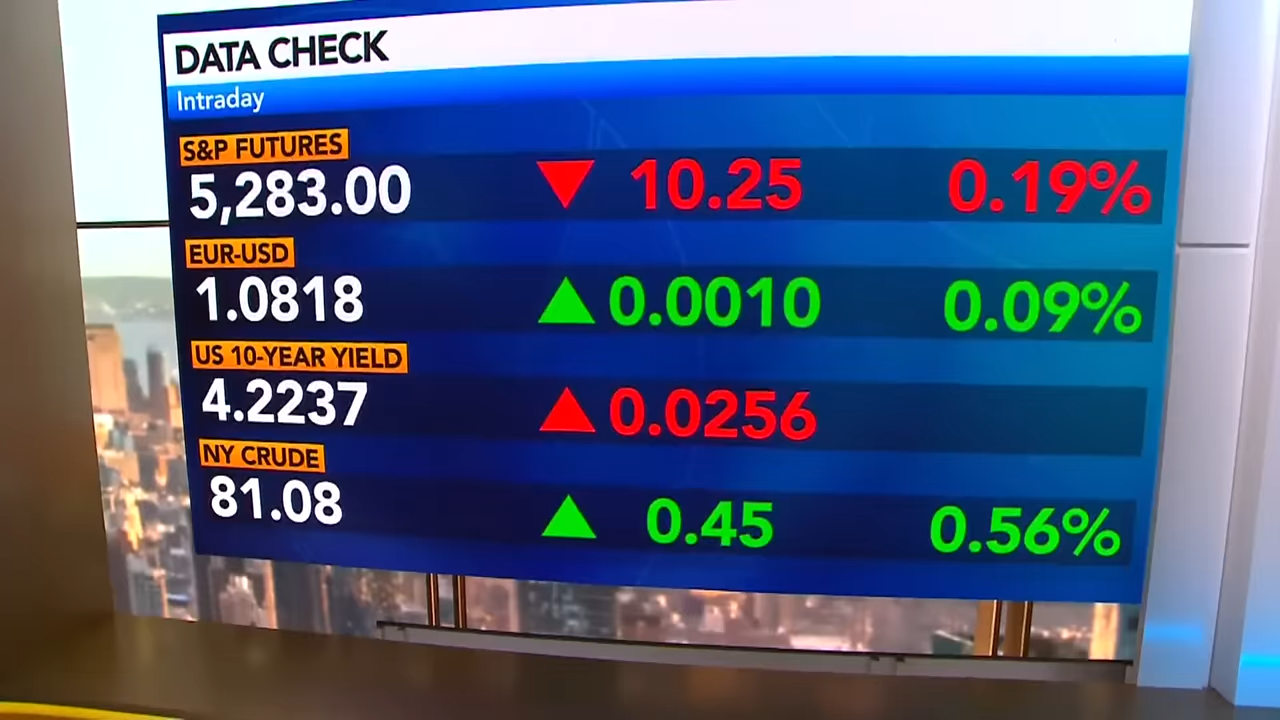 DATA CHECK
Intraday
S&P FUTURES
5,283.00 ▼ 10.25 0.19%
EUR-USD
1.0818 ▲ 0.0010 0.09%
US 10-YEAR YIELD
4.2237 ▲ 0.0256
NY CRUDE
81.08 ▲ 0.45 0.56%